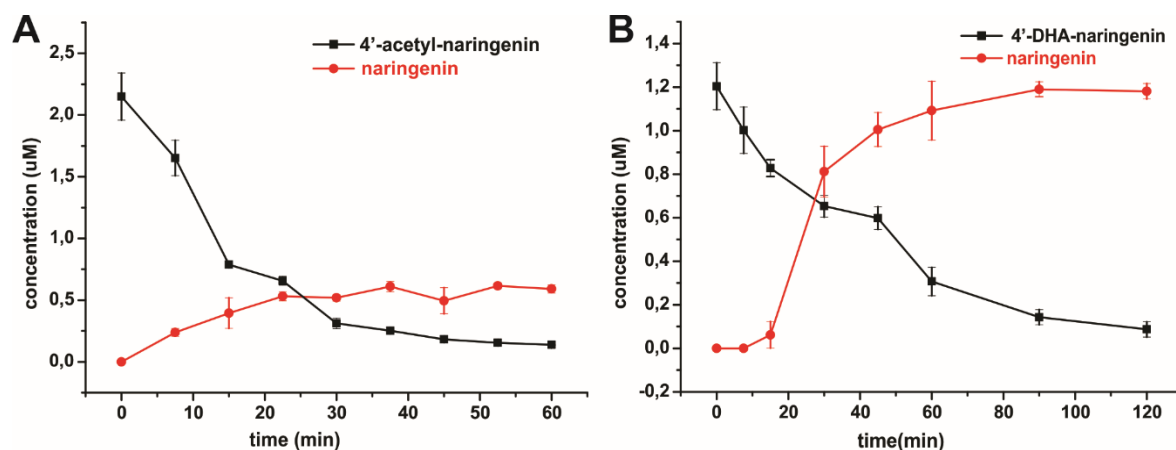 A
4'-acetyl-naringenin
naringenin
concentration (uM)
2,5
2,0
1,5
1,0
0,5
0,0
0 10 20 30 40 50 60
time (min)
B
4'-DHA-naringenin
naringenin
concentration (uM)
1,4
1,2
1,0
0,8
0,6
0,4
0,2
0,0
-0,2
0 20 40 60 80 100 120
time(min)